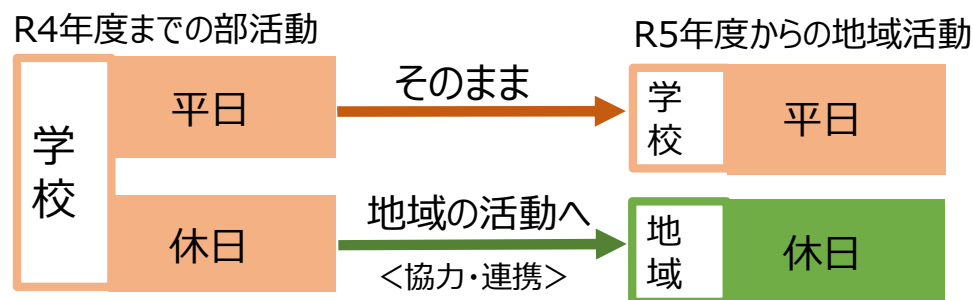 R4年度までの部活動
R5年度からの地域活動
学校
平日
そのまま
学校
平日
休日
地域の活動へ
<協力・連携>
地域
休日